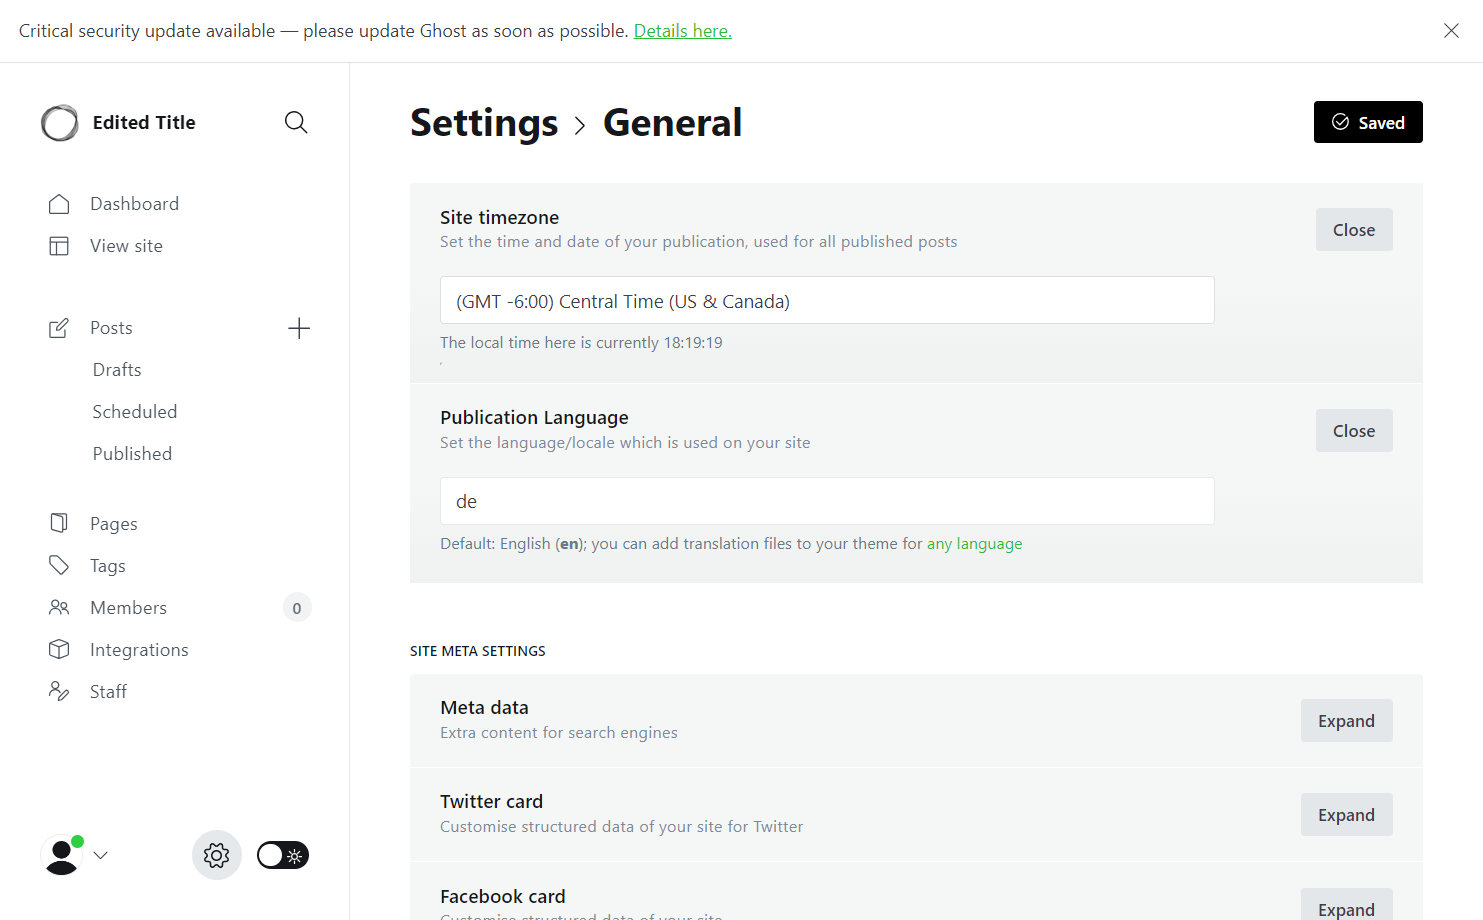 Critical security update available — please update Ghost as soon as possible. Details here.
Edited Title
Dashboard
View site
Posts
Drafts
Scheduled
Published
Pages
Tags
Members 0
Integrations
Staff
Settings General
Saved
Site timezone
Set the time and date of your publication, used for all published posts
Close
(GMT -6:00) Central Time (US & Canada)
The local time here is currently 18:19:19
.
Publication Language
Set the language/locale which is used on your site
Close
de
Default: English (en); you can add translation files to your theme for any language
SITE META SETTINGS
Meta data
Extra content for search engines
Expand
Twitter card
Customise structured data of your site for Twitter
Expand
Facebook card
Customise structured data of your site
Expand